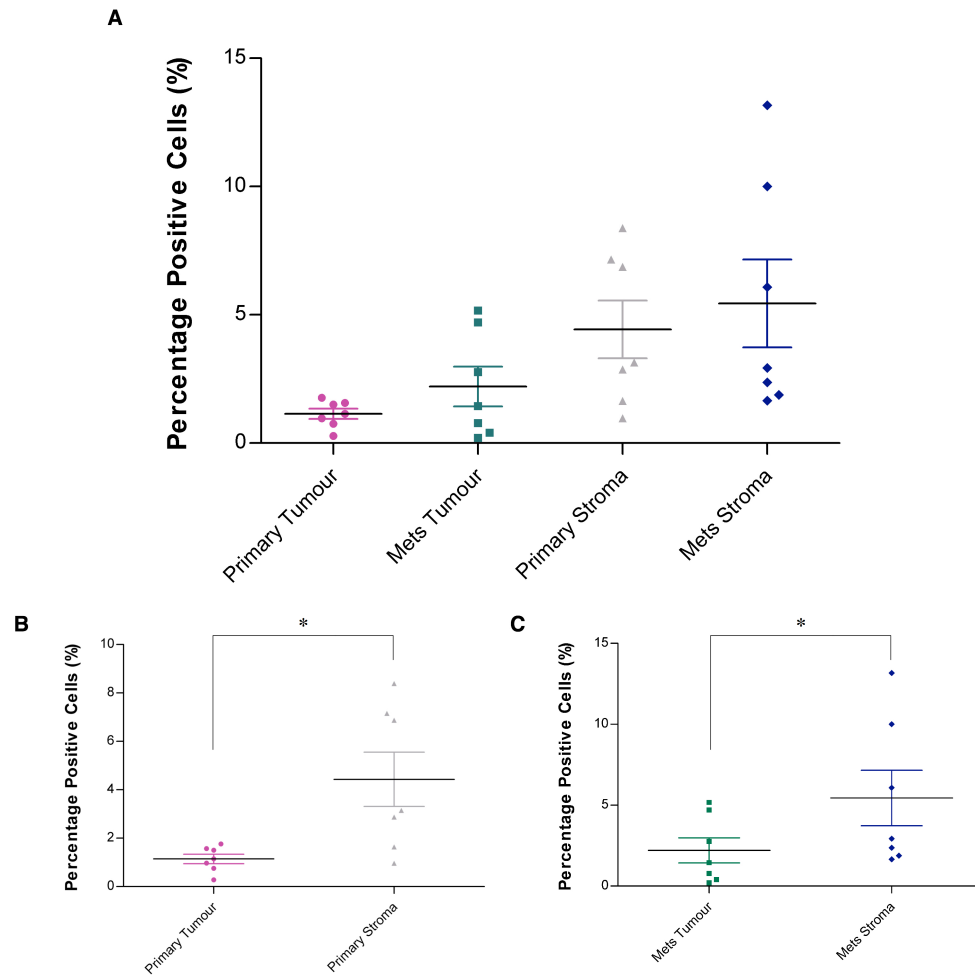 A
Percentage Positive Cells (%)
15
10
5
0
Primary Tumour
Mets Tumour
Primary Stroma
Mets Stroma
B
*
Percentage Positive Cells (%)
10
8
6
4
2
0
Primary Tumour
Primary Stroma
C
*
Percentage Positive Cells (%)
15
10
5
0
Mets Tumour
Mets Stroma